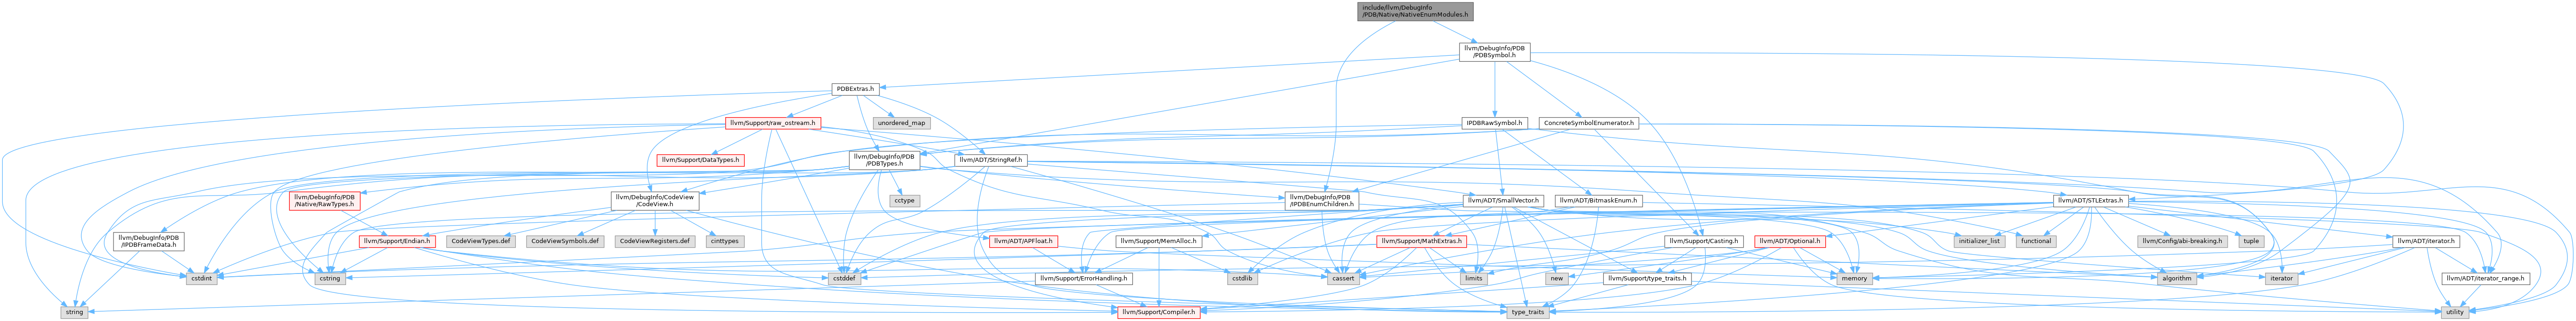 include/llvm/DebugInfo
/PDB/Native/NativeEnumModules.h
llvm/DebugInfo/PDB
/PDBSymbol.h
PDBExtras.h
llvm/Support/raw_ostream.h
unordered_map
IPDBRawSymbol.h
ConcreteSymbolEnumerator.h
llvm/Support/DataTypes.h
llvm/DebugInfo/PDB
/PDBTypes.h
llvm/ADT/StringRef.h
llvm/DebugInfo/PDB
/Native/RawTypes.h
llvm/DebugInfo/CodeView
/CodeView.h
cctype
llvm/DebugInfo/PDB
/IPDBEnumChildren.h
llvm/ADT/SmallVector.h
llvm/ADT/BitmaskEnum.h
llvm/ADT/STLExtras.h
llvm/DebugInfo/PDB
/IPDBFrameData.h
llvm/Support/Endian.h
CodeViewTypes.def
CodeViewSymbols.def
CodeViewRegisters.def
cinttypes
llvm/ADT/APFloat.h
llvm/Support/MemAlloc.h
llvm/Support/MathExtras.h
llvm/Support/Casting.h
llvm/ADT/Optional.h
initializer_list
functional
llvm/Config/abi-breaking.h
tuple
llvm/ADT/iterator.h
cstdint
cstring
cstddef
llvm/Support/ErrorHandling.h
cstdlib
cassert
limits
new
llvm/Support/type_traits.h
memory
algorithm
iterator
llvm/ADT/iterator_range.h
string
llvm/Support/Compiler.h
type_traits
utility